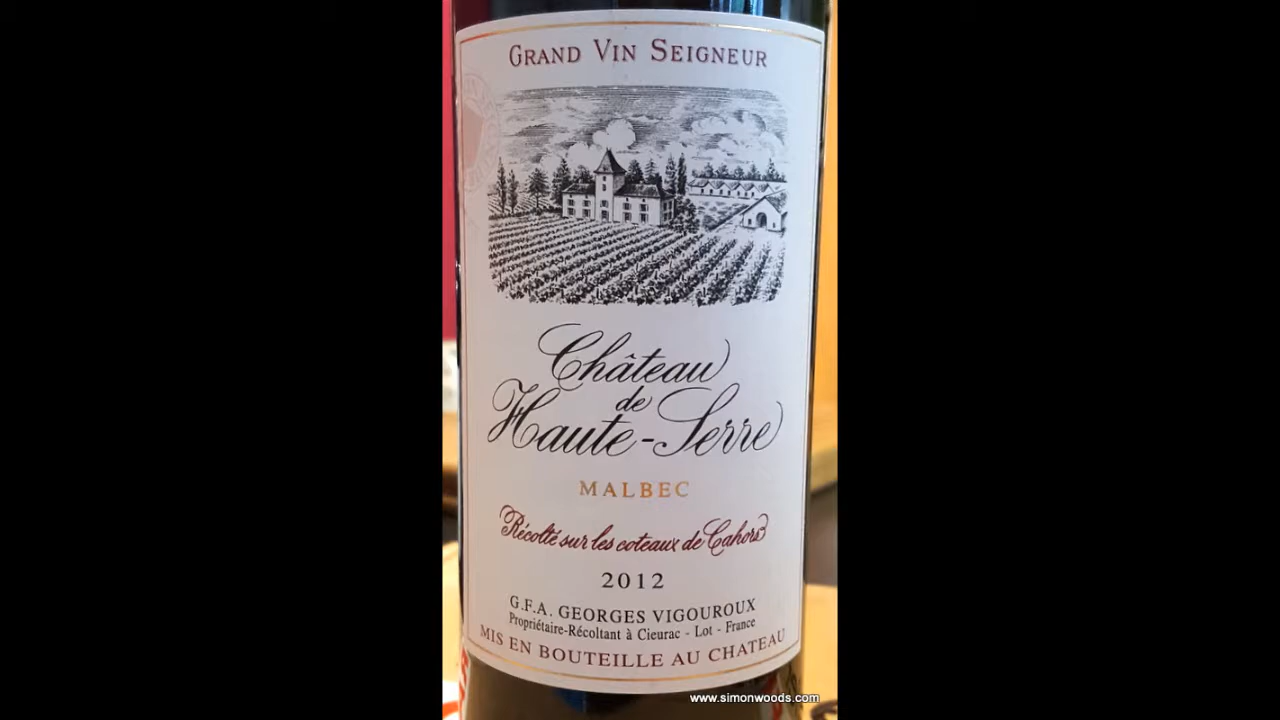 GRAND VIN SEIGNEUR
Château
de
Haute-Serre
MALBEC
Récolté sur les coteaux de Cahors
2012
G.F.A. GEORGES VIGOUROUX
Propriétaire-Récoltant à Cieurac - Lot - France
MIS EN BOUTEILLE AU CHATEAU
www.simonwoods.com